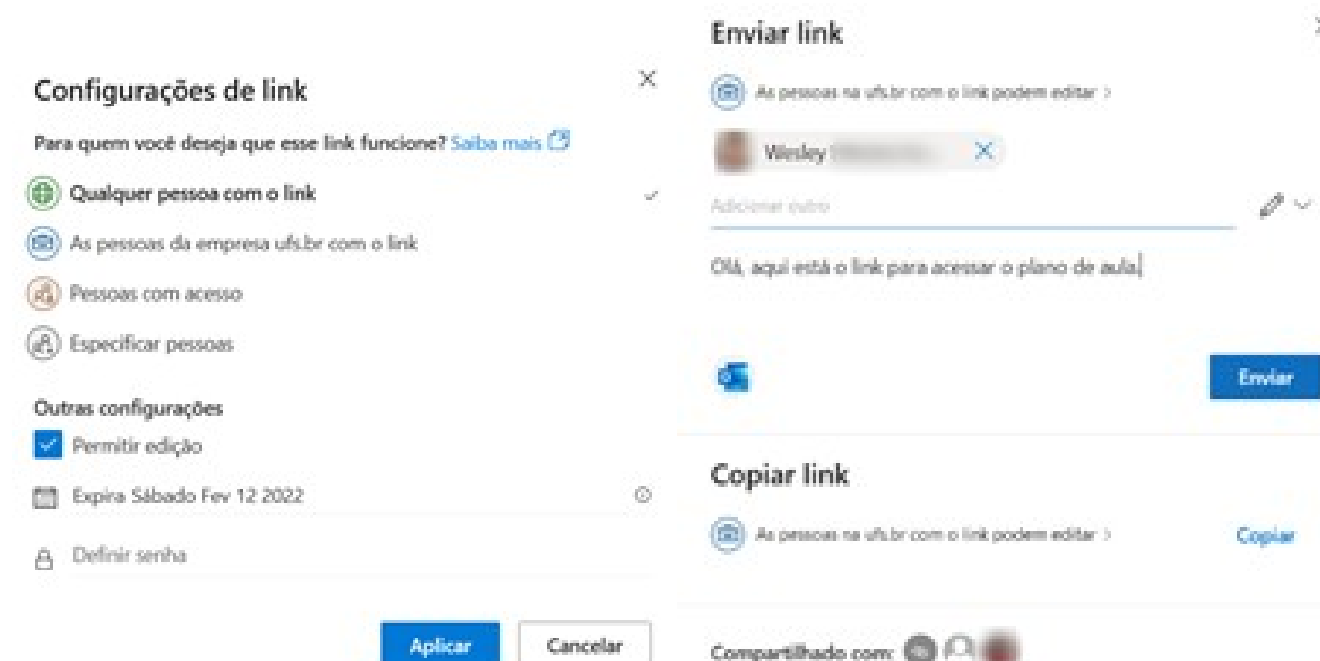 Configurações de link
Para quem você deseja que esse link funcione? Saiba mais
Qualquer pessoa com o link
As pessoas da empresa ufs.br com o link
Pessoas com acesso
Especificar pessoas
Outras configurações
Permitir edição
Expira Sábado Fev 12 2022
Definir senha
Aplicar
Cancelar
Enviar link
As pessoas na ufs.br com o link podem editar
Wesley
Adicionar outro
Olá, aqui está o link para acessar o plano de aula.
Enviar
Copiar link
As pessoas na ufs.br com o link podem editar
Copiar
Compartilhado com: